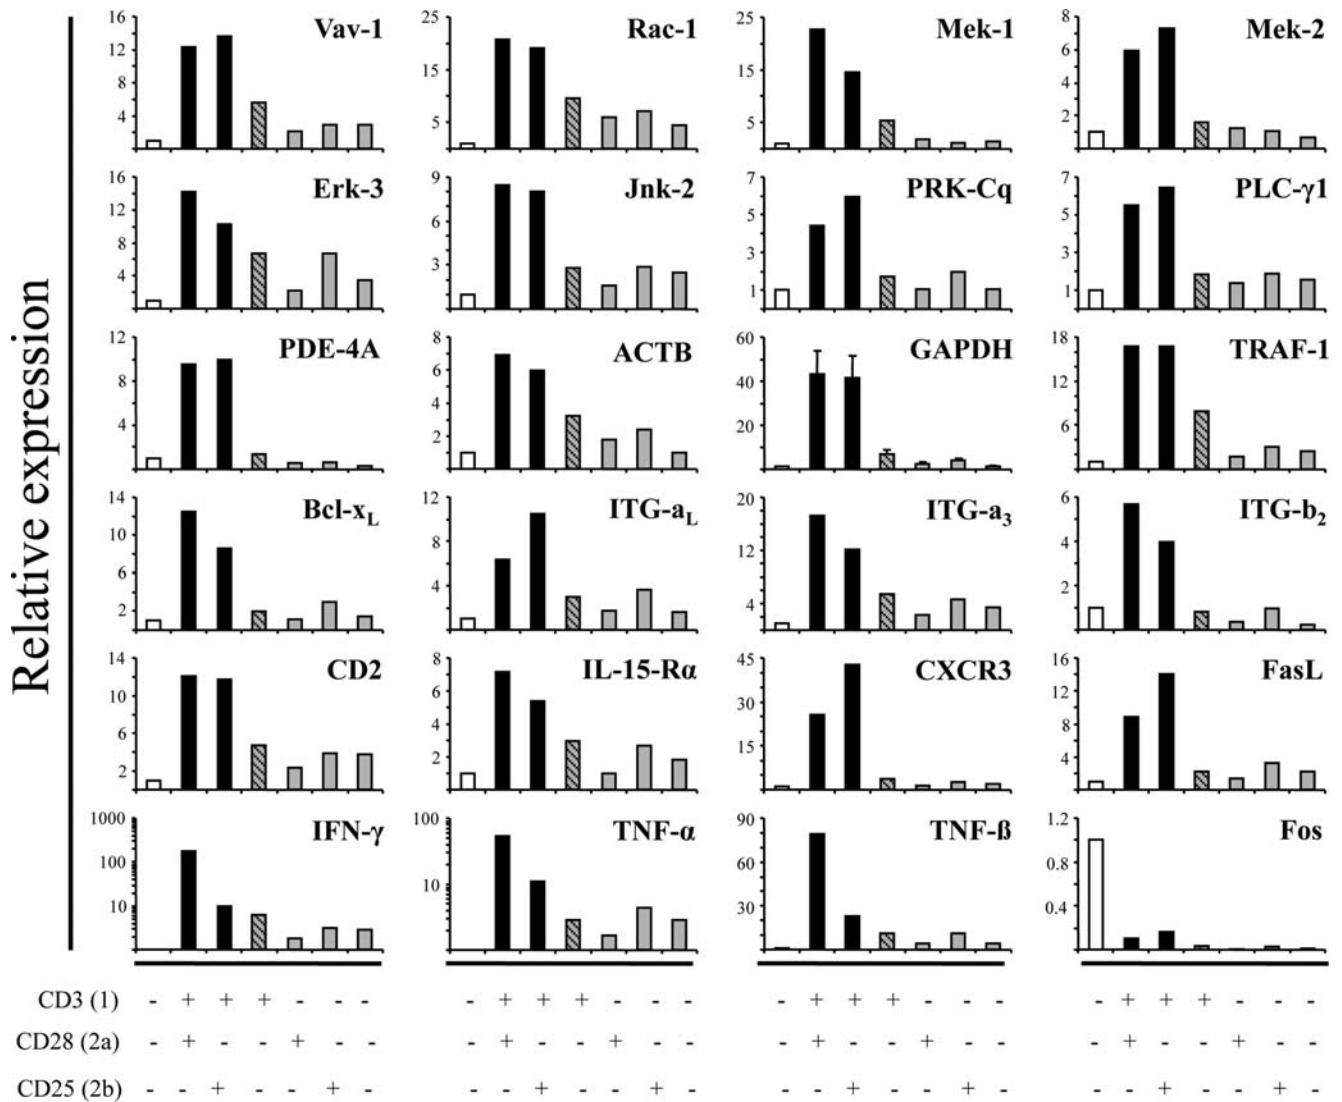 Relative expression
Vav-1
16
12
8
4
Rac-1
25
15
5
Mek-1
25
15
5
Mek-2
8
6
4
2
Erk-3
16
12
8
4
Jnk-2
9
7
5
3
1
PRK-Cq
7
5
3
1
PLC-γ1
7
5
3
1
PDE-4A
12
8
4
ACTB
8
6
4
2
GAPDH
60
40
20
TRAF-1
18
12
6
Bcl-xL
14
10
6
2
ITG-aL
12
8
4
ITG-a3
20
12
4
ITG-b2
6
4
2
CD2
14
10
6
2
IL-15-Rα
8
6
4
2
CXCR3
45
30
15
FasL
16
12
8
4
IFN-γ
1000
100
10
TNF-α
100
10
TNF-ß
90
60
30
Fos
1.2
0.8
0.4
CD3 (1) - + + + - - - - + + + - - - - + + + - - - - + + + - - -
CD28 (2a) - + - - + - - - + - - + - - - + - - + - - - + - - + - -
CD25 (2b) - - + - - + - - - + - - + - - - + - - + - - - + - - + -